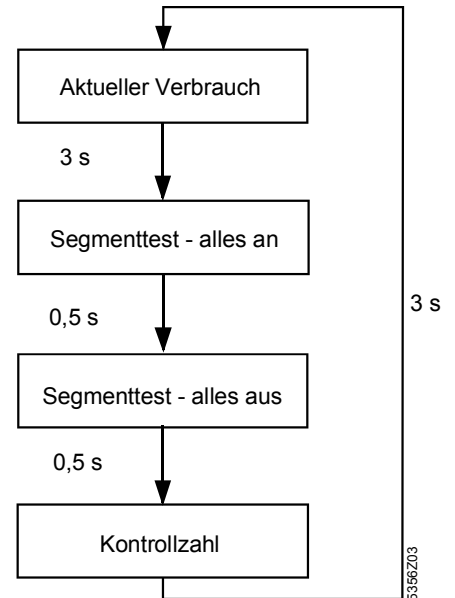 Aktueller Verbrauch
3 s
Segmenttest - alles an
0,5 s
3 s
Segmenttest - alles aus
0,5 s
Kontrollzahl
5356Z03